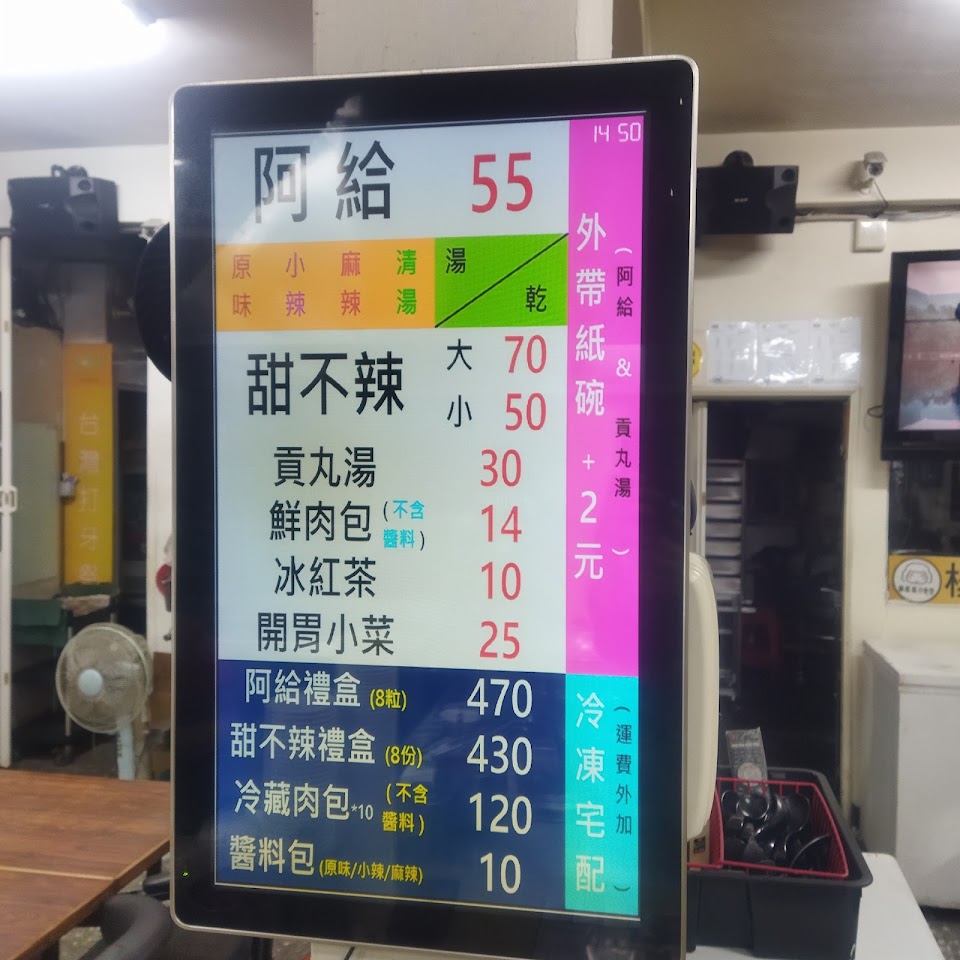 14 50
阿給 55
原味 小辣 麻辣 清湯 湯/乾
甜不辣 大 70
小 50
貢丸湯 30
鮮肉包(不含醬料) 14
冰紅茶 10
開胃小菜 25
阿給禮盒(8粒) 470
甜不辣禮盒(8份) 430
冷藏肉包*10(不含醬料) 120
醬料包(原味/小辣/麻辣) 10
外帶紙碗+2元
(阿給&貢丸湯)
冷凍宅配
(運費外加)
台灣打牙祭